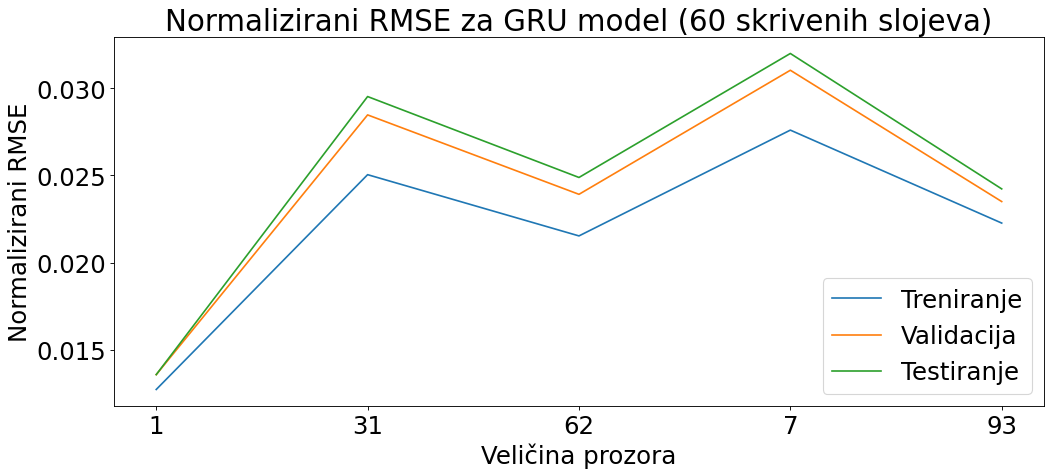 Normalizirani RMSE za GRU model (60 skrivenih slojeva)
Normalizirani RMSE
0.030
0.025
0.020
0.015
Treniranje
Validacija
Testiranje
1 31 62 7 93
Veličina prozora